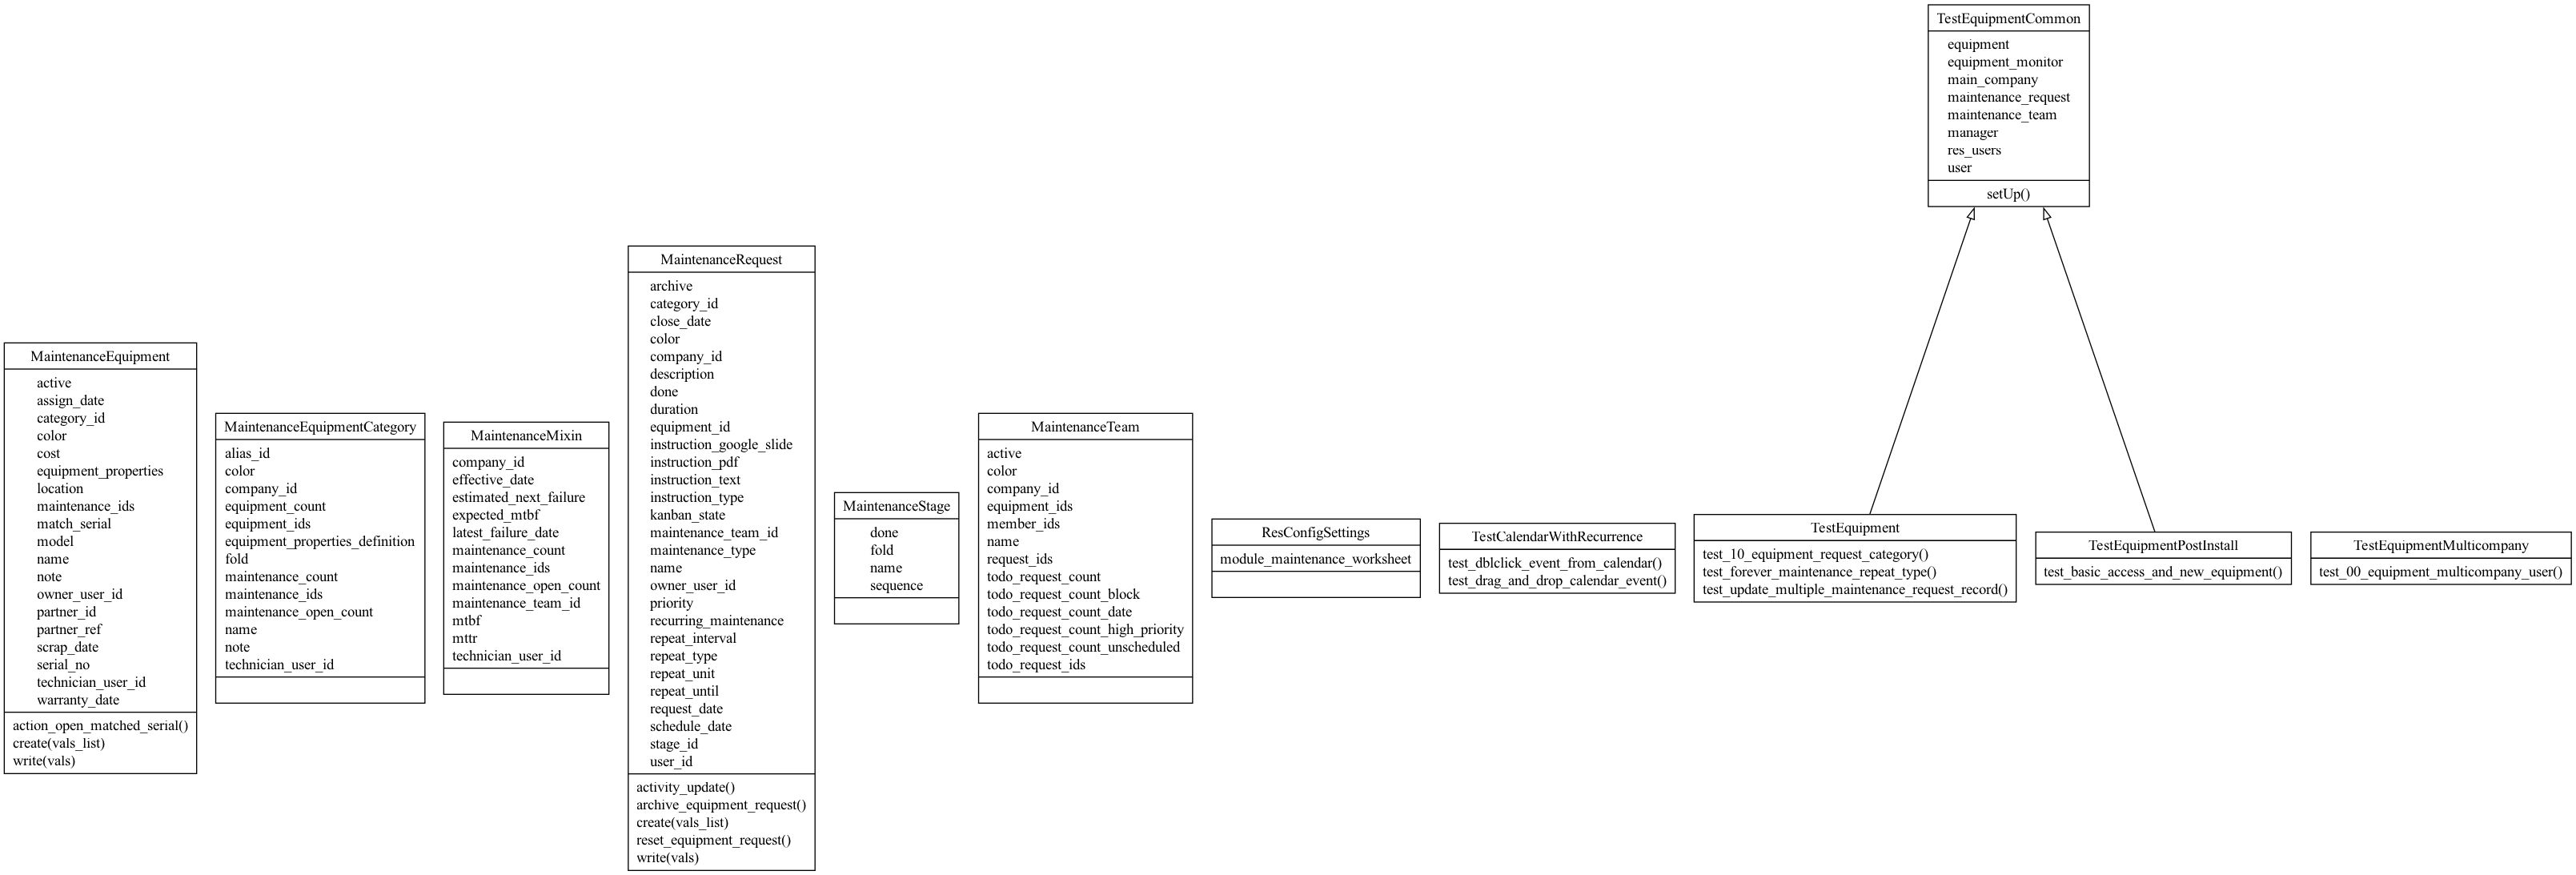 TestEquipmentCommon
equipment
equipment_monitor
main_company
maintenance_request
maintenance_team
manager
res_users
user
setUp()
MaintenanceEquipment
active
assign_date
category_id
color
cost
equipment_properties
location
maintenance_ids
match_serial
model
name
note
owner_user_id
partner_id
partner_ref
scrap_date
serial_no
technician_user_id
warranty_date
action_open_matched_serial()
create(vals_list)
write(vals)
MaintenanceEquipmentCategory
alias_id
color
company_id
equipment_count
equipment_ids
equipment_properties_definition
fold
maintenance_count
maintenance_ids
maintenance_open_count
name
note
technician_user_id
MaintenanceMixin
company_id
effective_date
estimated_next_failure
expected_mtbf
latest_failure_date
maintenance_count
maintenance_ids
maintenance_open_count
maintenance_team_id
mtbf
mttr
technician_user_id
MaintenanceRequest
archive
category_id
close_date
color
company_id
description
done
duration
equipment_id
instruction_google_slide
instruction_pdf
instruction_text
instruction_type
kanban_state
maintenance_team_id
maintenance_type
name
owner_user_id
priority
recurring_maintenance
repeat_interval
repeat_type
repeat_unit
repeat_until
request_date
schedule_date
stage_id
user_id
activity_update()
archive_equipment_request()
create(vals_list)
reset_equipment_request()
write(vals)
MaintenanceStage
done
fold
name
sequence
MaintenanceTeam
active
color
company_id
equipment_ids
member_ids
name
request_ids
todo_request_count
todo_request_count_block
todo_request_count_date
todo_request_count_high_priority
todo_request_count_unscheduled
todo_request_ids
ResConfigSettings
module_maintenance_worksheet
TestCalendarWithRecurrence
test_dblclick_event_from_calendar()
test_drag_and_drop_calendar_event()
TestEquipment
test_10_equipment_request_category()
test_forever_maintenance_repeat_type()
test_update_multiple_maintenance_request_record()
TestEquipmentPostInstall
test_basic_access_and_new_equipment()
TestEquipmentMulticompany
test_00_equipment_multicompany_user()